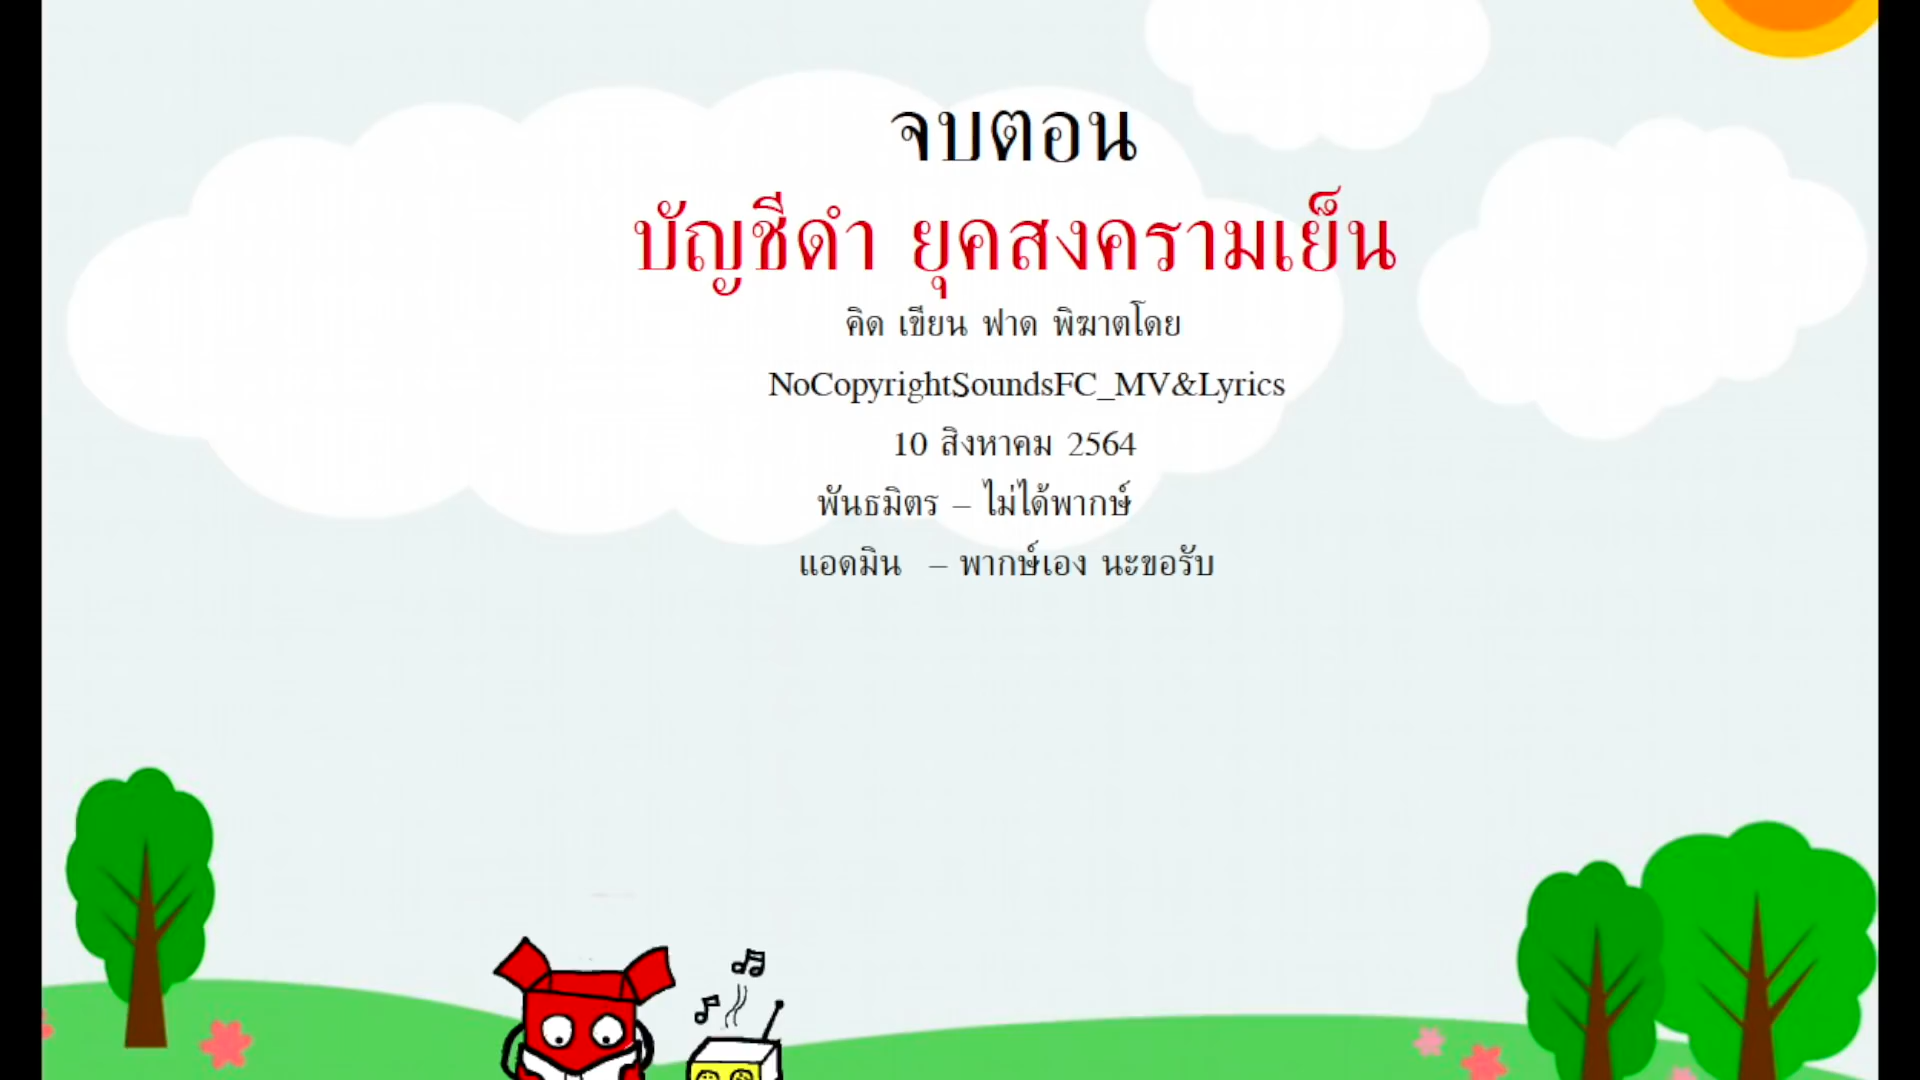 จบตอน
บัญชีดำ ยุคสงครามเย็น
คิด เขียน ฟาด พิฆาตโดย
NoCopyrightSoundsFC_MV&Lyrics
10 สิงหาคม 2564
พันธมิตร – ไม่ได้พากษ์
แอดมิน – พากษ์เอง นะขอรับ